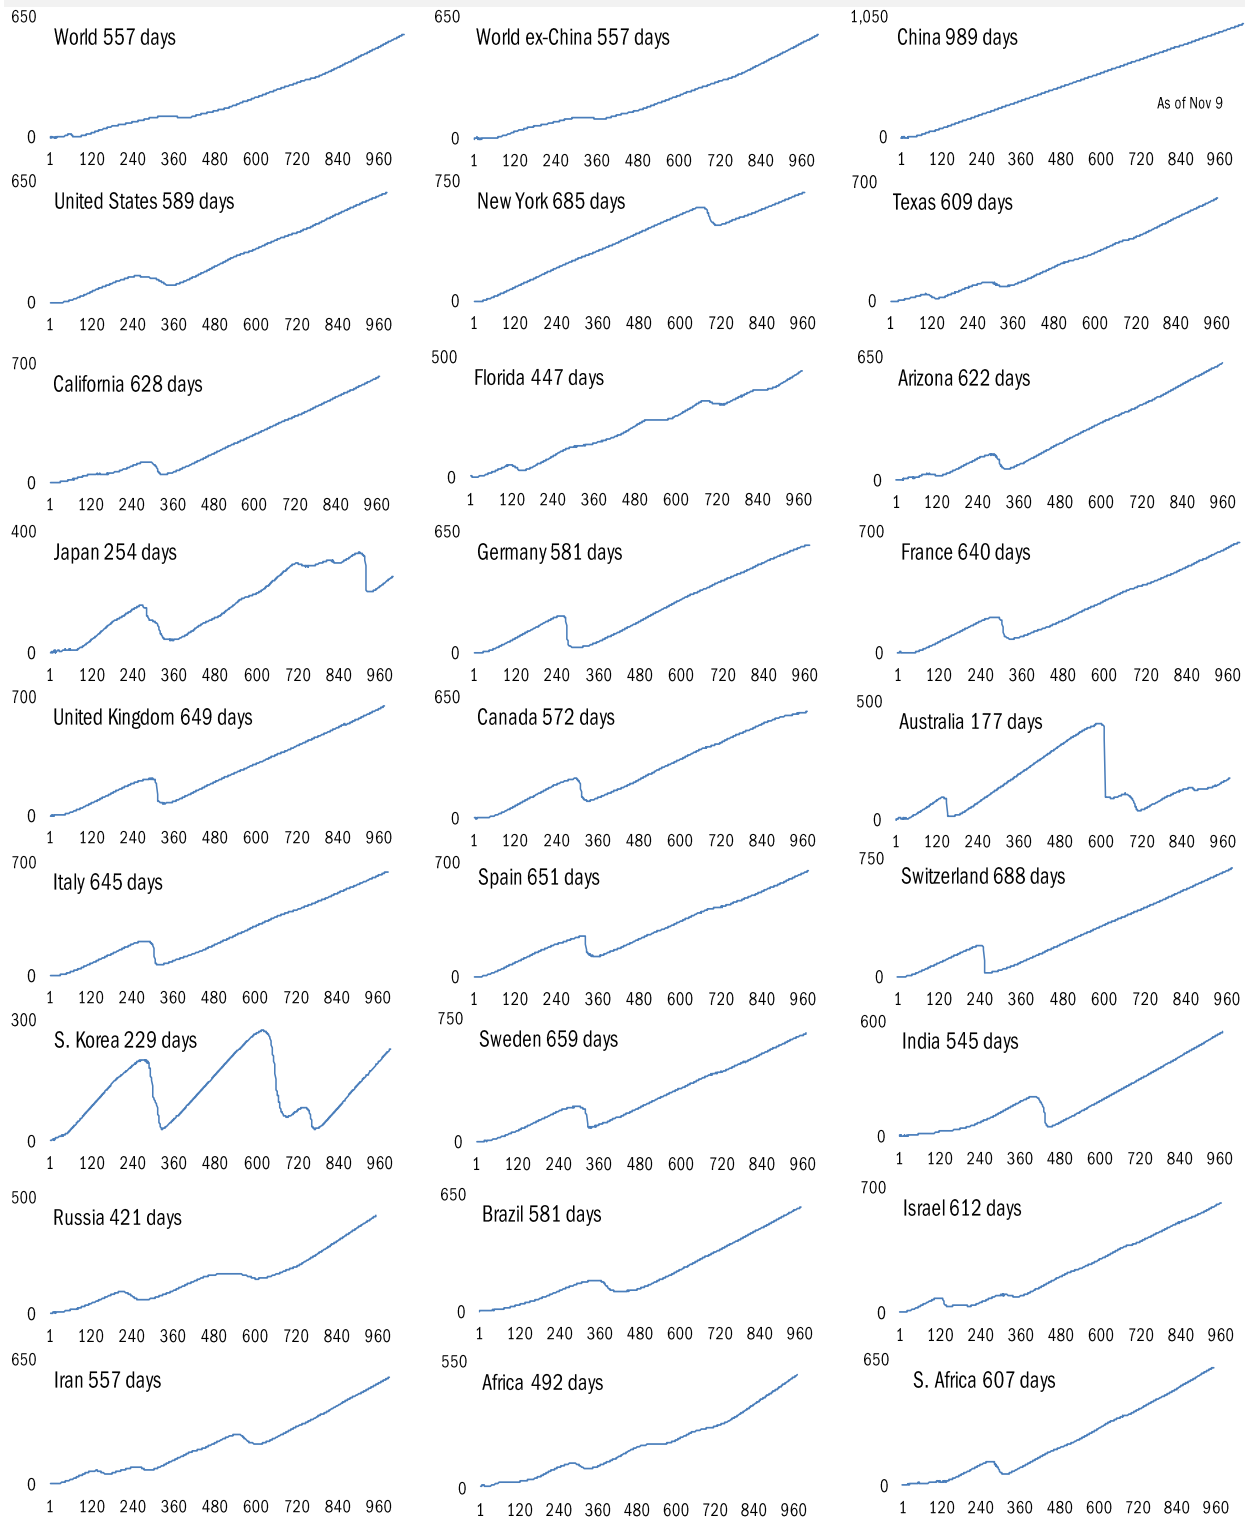 650 650 1,050
World 557 days World ex-China 557 days China 989 days
As of Nov 9
0 0 0
1 120 240 360 480 600 720 840 960 1 120 240 360 480 600 720 840 960 1 120 240 360 480 600 720 840 960
650 750 700
United States 589 days New York 685 days Texas 609 days
0 0 0
1 120 240 360 480 600 720 840 960 1 120 240 360 480 600 720 840 960 1 120 240 360 480 600 720 840 960
700 500 650
California 628 days Florida 447 days Arizona 622 days
0 0 0
1 120 240 360 480 600 720 840 960 1 120 240 360 480 600 720 840 960 1 120 240 360 480 600 720 840 960
400 650 700
Japan 254 days Germany 581 days France 640 days
0 0 0
1 120 240 360 480 600 720 840 960 1 120 240 360 480 600 720 840 960 1 120 240 360 480 600 720 840 960
700 650 500
United Kingdom 649 days Canada 572 days Australia 177 days
0 0 0
1 120 240 360 480 600 720 840 960 1 120 240 360 480 600 720 840 960 1 120 240 360 480 600 720 840 960
700 700 750
Italy 645 days Spain 651 days Switzerland 688 days
0 0 0
1 120 240 360 480 600 720 840 960 1 120 240 360 480 600 720 840 960 1 120 240 360 480 600 720 840 960
300 750 600
S. Korea 229 days Sweden 659 days India 545 days
0 0 0
1 120 240 360 480 600 720 840 960 1 120 240 360 480 600 720 840 960 1 120 240 360 480 600 720 840 960
500 650 700
Russia 421 days Brazil 581 days Israel 612 days
0 0 0
1 120 240 360 480 600 720 840 960 1 120 240 360 480 600 720 840 960 1 120 240 360 480 600 720 840 960
650 550 650
Iran 557 days Africa 492 days S. Africa 607 days
0 0 0
1 120 240 360 480 600 720 840 960 1 120 240 360 480 600 720 840 960 1 120 240 360 480 600 720 840 960